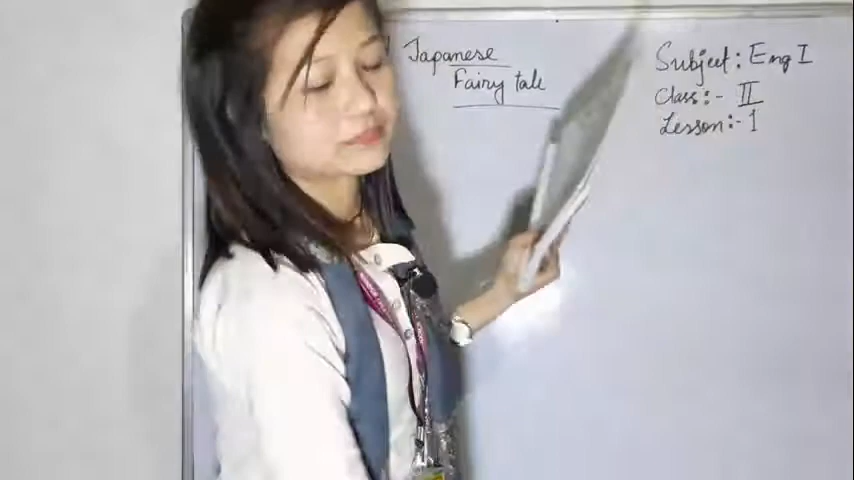 Japanese
Fairy tale
Subject : Eng I
Class :- II
Lesson :- 1